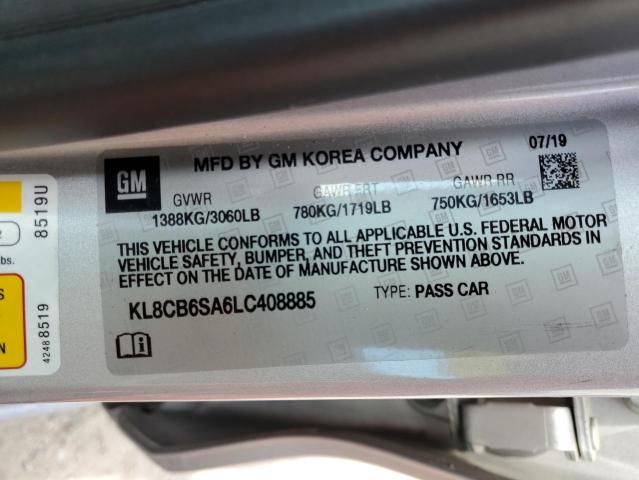 MFD BY GM KOREA COMPANY
07/19
GM
GVWR
GAWR FRT
GAWR RR
1388KG/3060LB
780KG/1719LB
750KG/1653LB
THIS VEHICLE CONFORMS TO ALL APPLICABLE U.S. FEDERAL MOTOR
VEHICLE SAFETY, BUMPER, AND THEFT PREVENTION STANDARDS IN
EFFECT ON THE DATE OF MANUFACTURE SHOWN ABOVE.
KL8CB6SA6LC408885
TYPE: PASS CAR
8519U
42488519